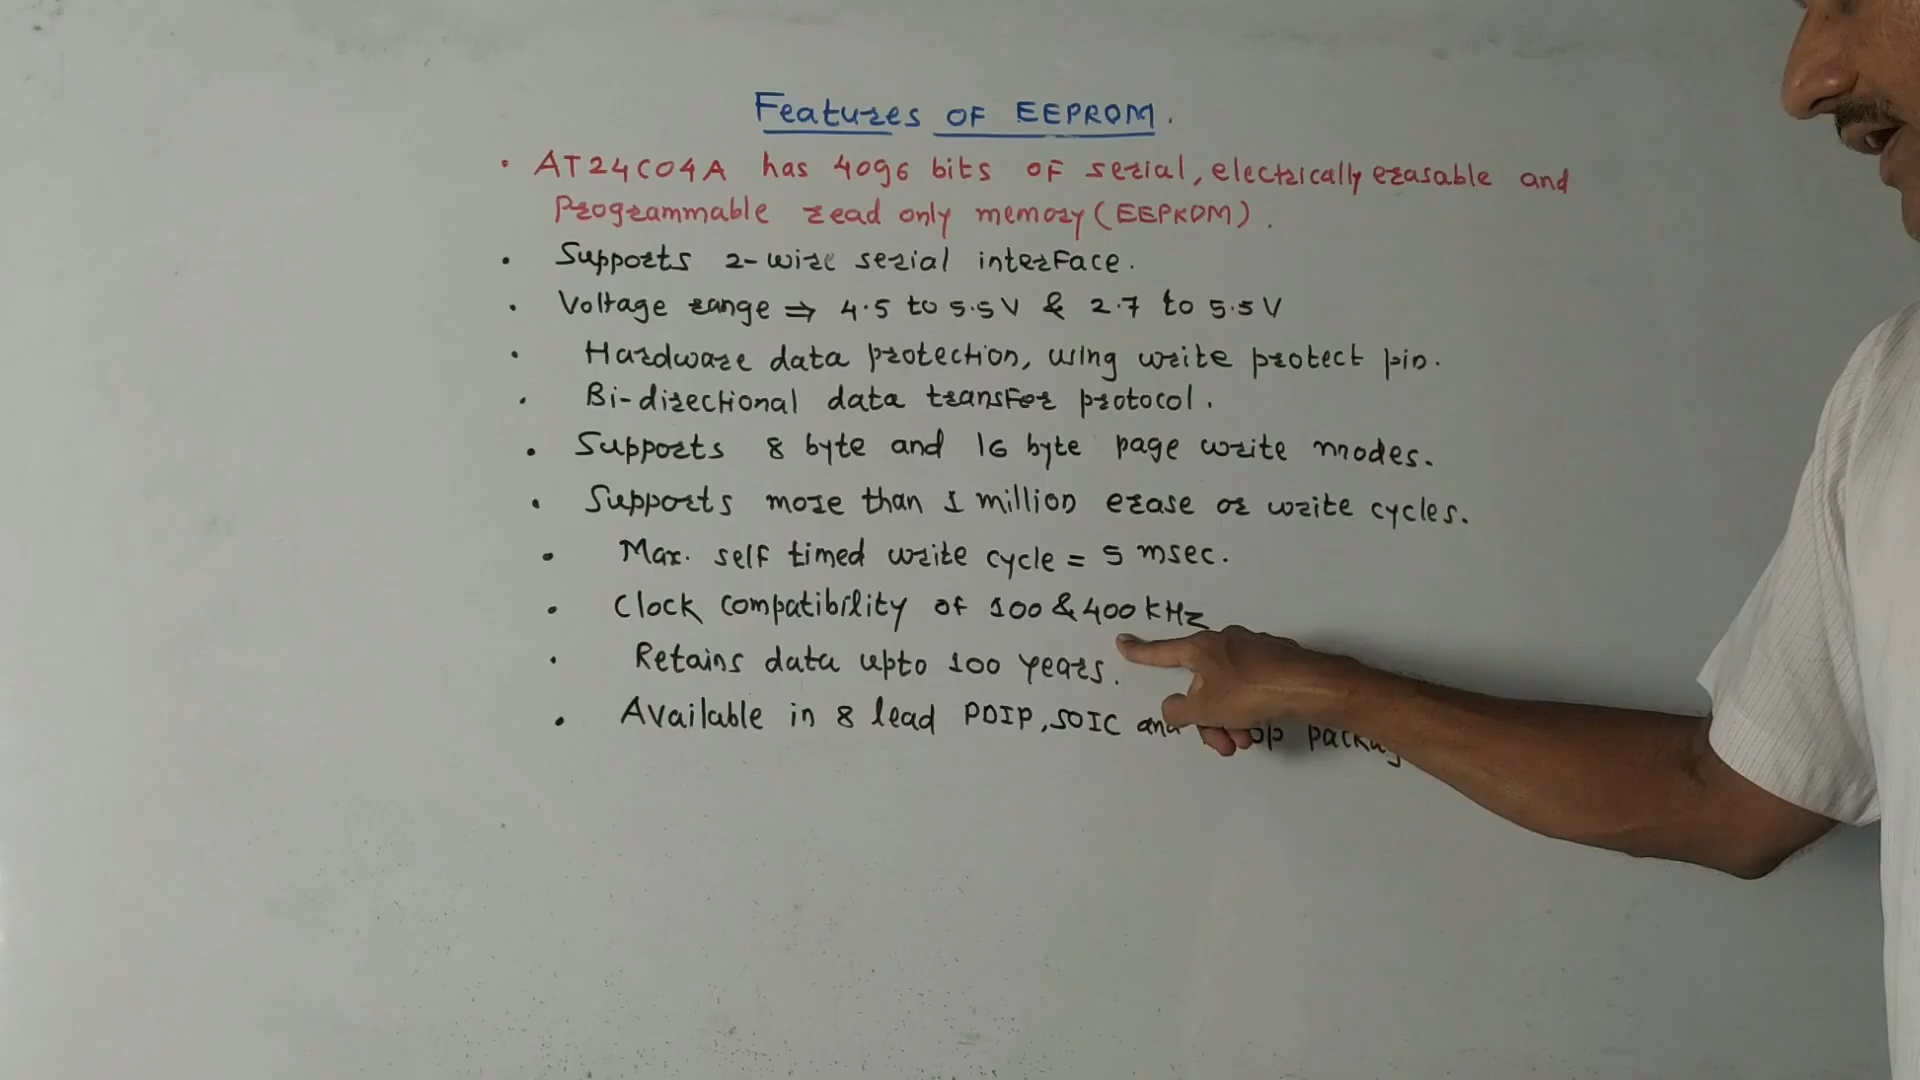 Features OF EEPROM.
• AT24C04A has 4096 bits OF serial, electrically erasable and
Programmable read only memory (EEPROM).
• Supports 2-wire serial interface.
• Voltage range ⇒ 4.5 to 5.5 V & 2.7 to 5.5 V
• Hardware data protection, using write protect pin.
• Bi-directional data transfer protocol.
• Supports 8 byte and 16 byte page write modes.
• Supports more than 1 million erase or write cycles.
• Max. self timed write cycle = 5 msec.
• Clock compatibility of 100 & 400 KHz
• Retains data upto 100 years.
• Available in 8 lead PDIP, SOIC and